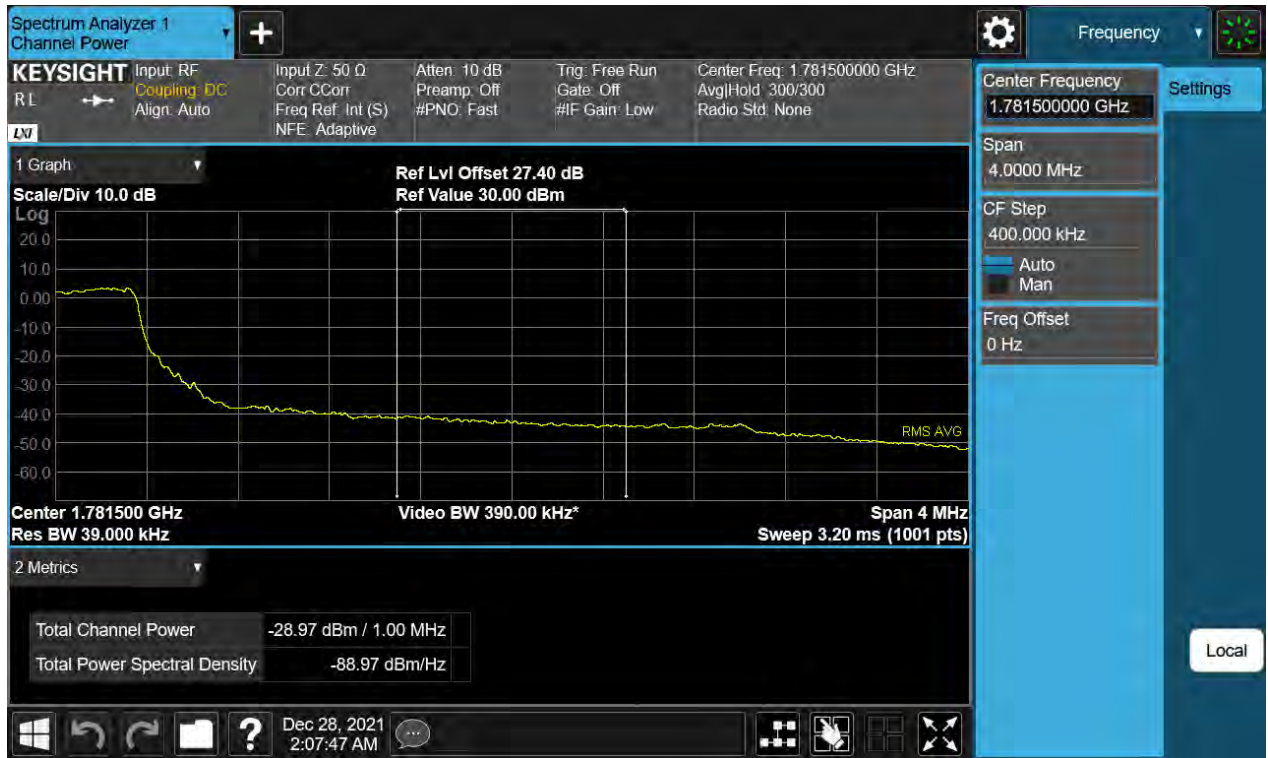 Spectrum Analyzer 1
Channel Power
+
Frequency
KEYSIGHT
RL
LXI
Input: RF
Coupling: DC
Align: Auto
Input Z: 50 Ω
Corr CCorr
Freq Ref: Int (S)
NFE: Adaptive
Atten: 10 dB
Preamp: Off
#PNO: Fast
Trig: Free Run
Gate: Off
#IF Gain: Low
Center Freq: 1.781500000 GHz
Avg|Hold: 300/300
Radio Std: None
Center Frequency
1.781500000 GHz
Settings
Span
4.0000 MHz
CF Step
400.000 kHz
Auto
Man
Freq Offset
0 Hz
1 Graph
Ref Lvl Offset 27.40 dB
Scale/Div 10.0 dB
Ref Value 30.00 dBm
Log
20.0
10.0
0.00
-10.0
-20.0
-30.0
-40.0
-50.0
-60.0
RMS AVG
Center 1.781500 GHz
Video BW 390.00 kHz*
Span 4 MHz
Res BW 39.000 kHz
Sweep 3.20 ms (1001 pts)
2 Metrics
Total Channel Power
-28.97 dBm / 1.00 MHz
Total Power Spectral Density
-88.97 dBm/Hz
Local
?
Dec 28, 2021
2:07:47 AM